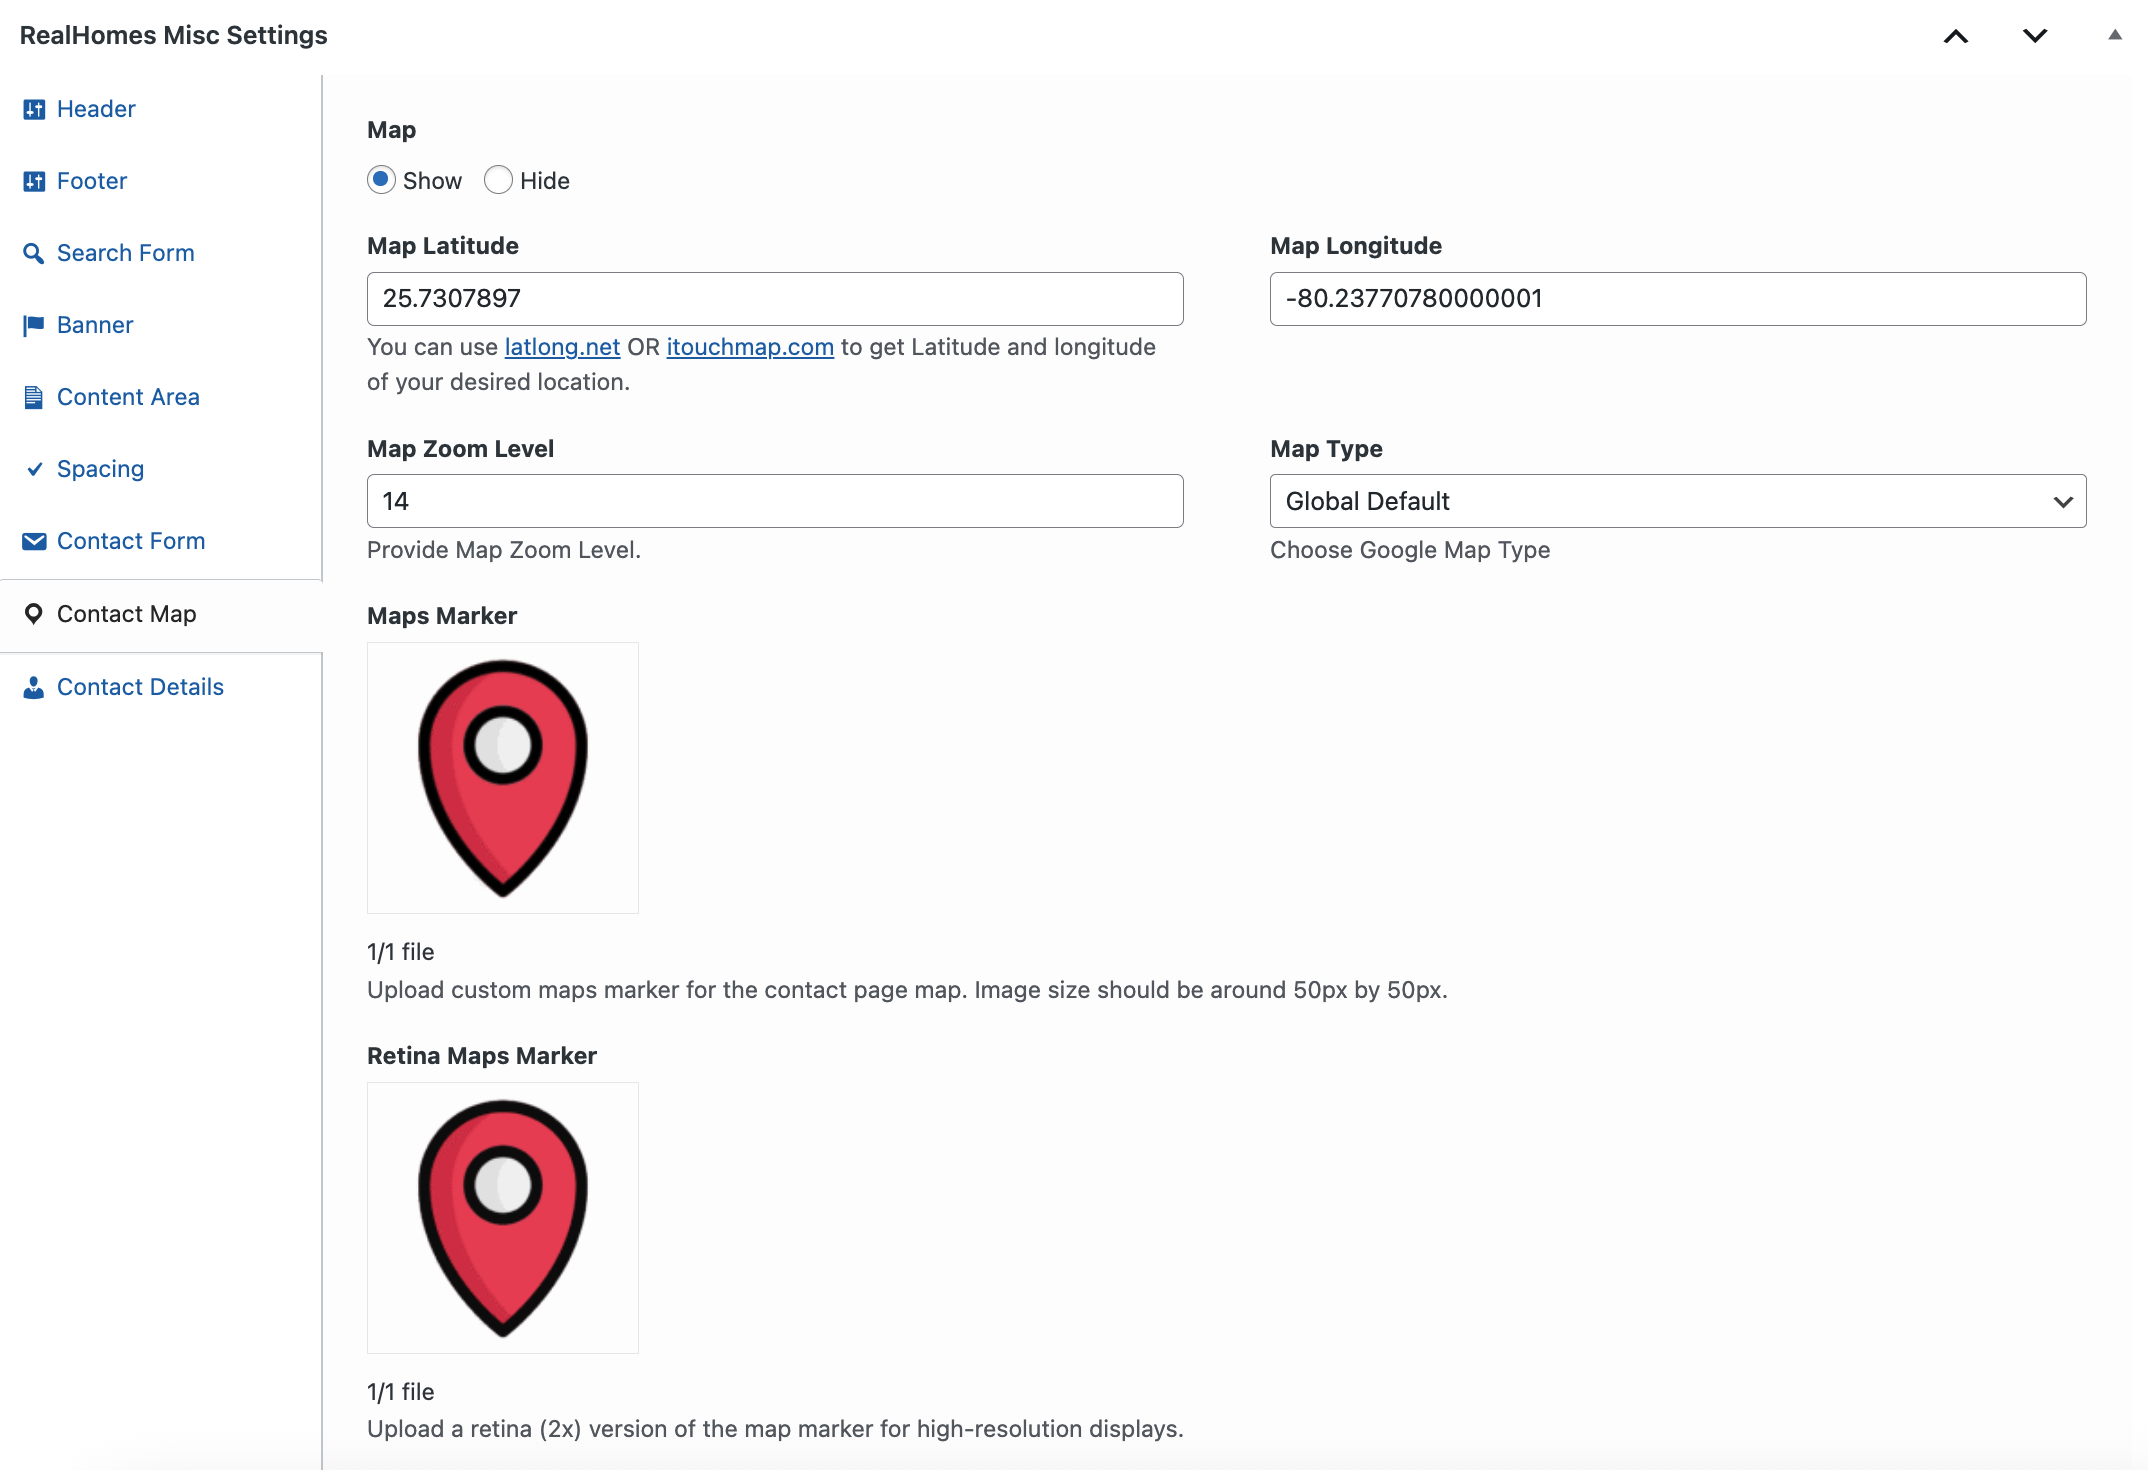 RealHomes Misc Settings
Header
Footer
Search Form
Banner
Content Area
Spacing
Contact Form
Contact Map
Contact Details
Map
Show Hide
Map Latitude
25.7307897
You can use latlong.net OR itouchmap.com to get Latitude and longitude
of your desired location.
Map Longitude
-80.23770780000001
Map Zoom Level
14
Provide Map Zoom Level.
Map Type
Global Default
Choose Google Map Type
Maps Marker
1/1 file
Upload custom maps marker for the contact page map. Image size should be around 50px by 50px.
Retina Maps Marker
1/1 file
Upload a retina (2x) version of the map marker for high-resolution displays.